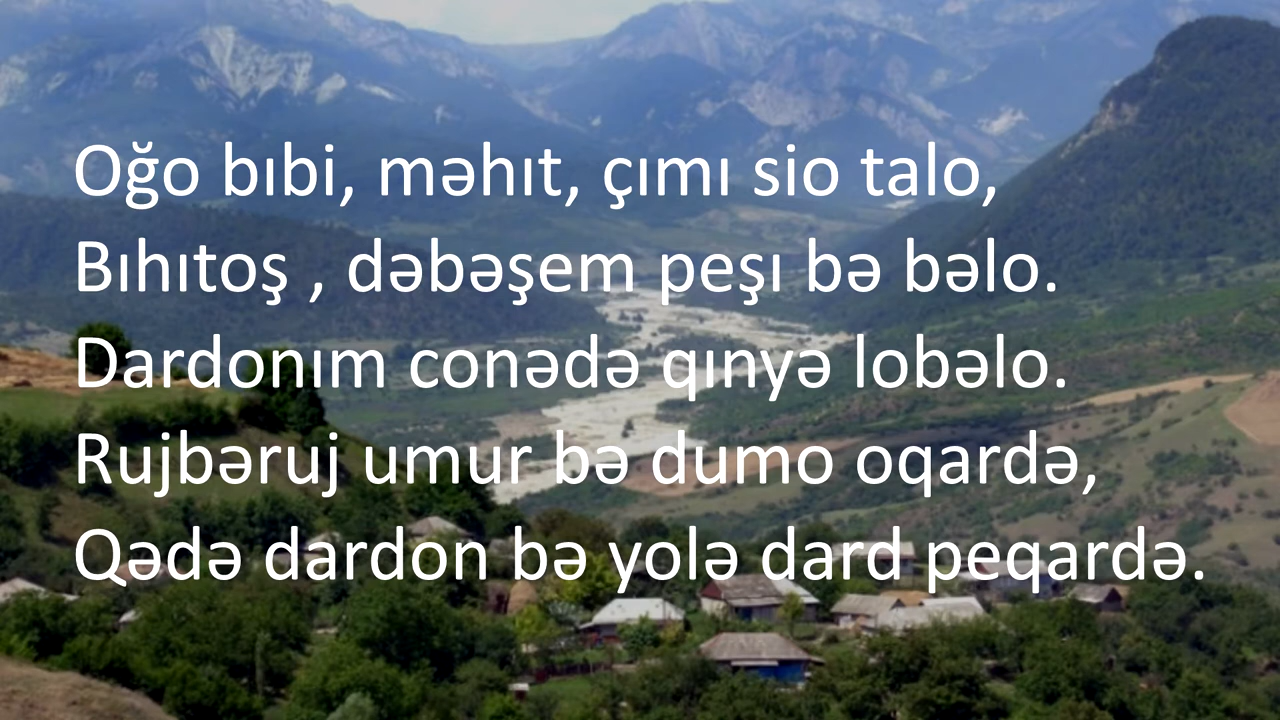 Oğo bıbi, məhıt, çımı sio talo,
Bıhıtoş , dəbəşem peşı bə bəlo.
Dardonım conədə qınyə lobəlo.
Rujbəruj umur bə dumo oqardə,
Qədə dardon bə yolə dard peqardə.